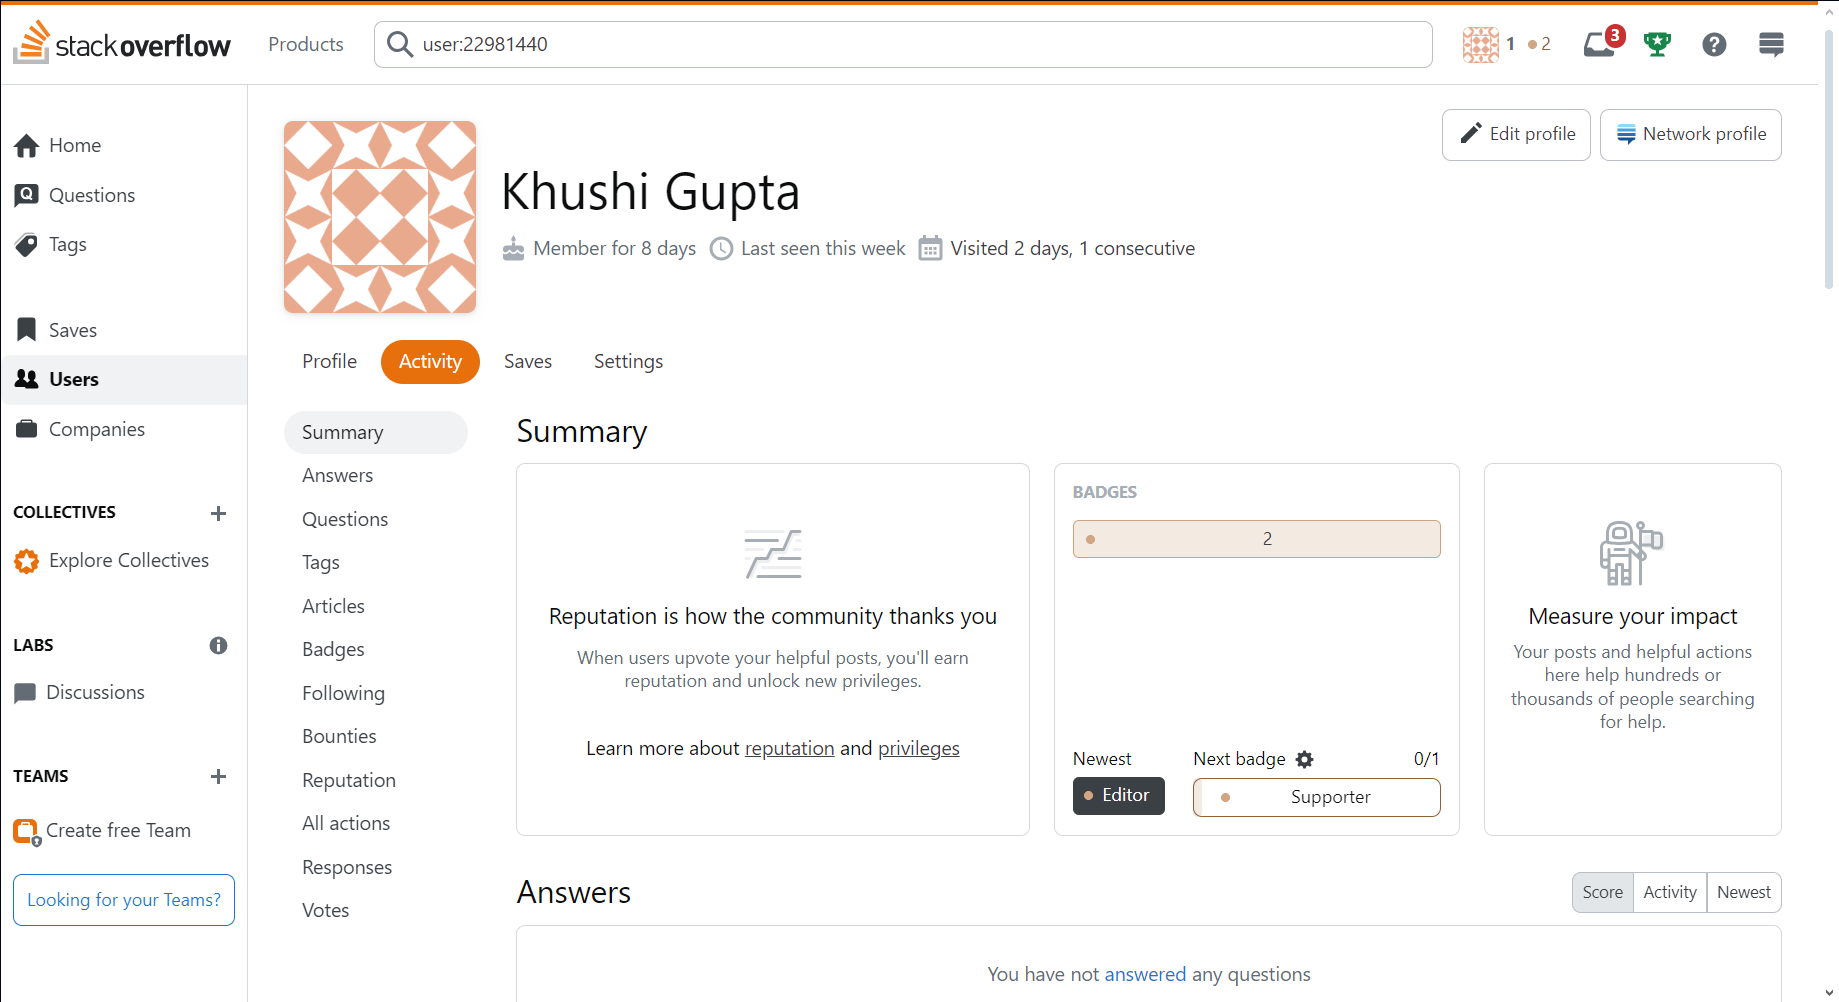 stackoverflow
Products
user:22981440
1
2
3
Home
Questions
Tags
Saves
Users
Companies
COLLECTIVES
Explore Collectives
LABS
Discussions
TEAMS
Create free Team
Looking for your Teams?
Edit profile
Network profile
Khushi Gupta
Member for 8 days Last seen this week Visited 2 days, 1 consecutive
Profile Activity Saves Settings
Summary
Answers
Questions
Tags
Articles
Badges
Following
Bounties
Reputation
All actions
Responses
Votes
Summary
Reputation is how the community thanks you
When users upvote your helpful posts, you'll earn
reputation and unlock new privileges.
Learn more about reputation and privileges
BADGES
2
Newest
Editor
Next badge 0/1
Supporter
Measure your impact
Your posts and helpful actions
here help hundreds or
thousands of people searching
for help.
Answers
Score Activity Newest
You have not answered any questions